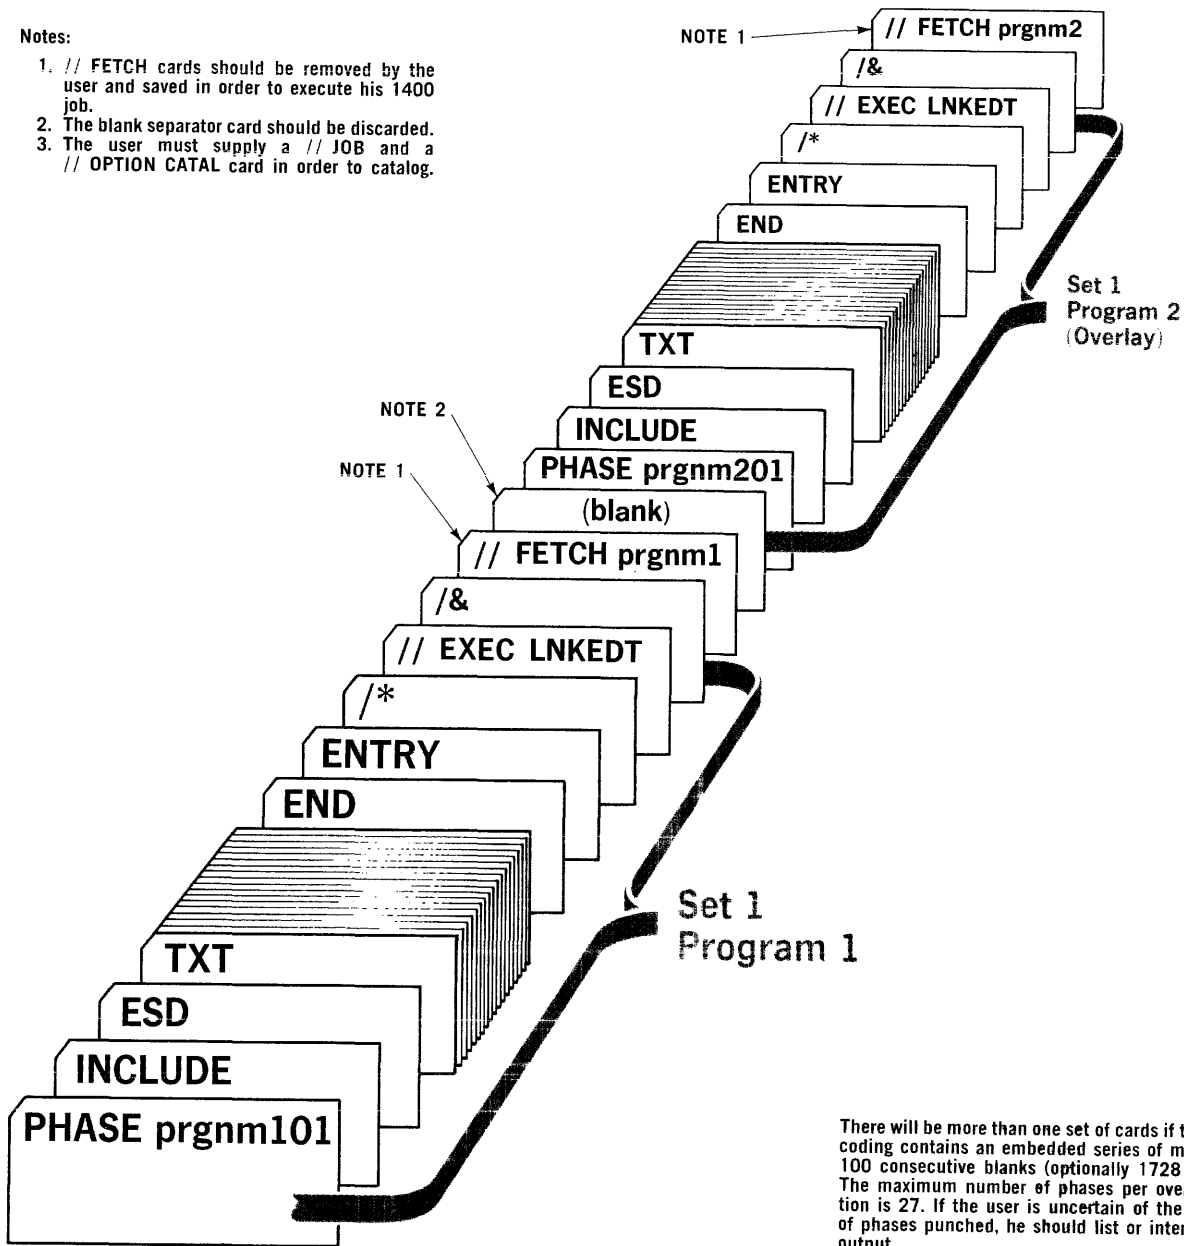 Notes:
1. // FETCH cards should be removed by the
user and saved in order to execute his 1400
job.
2. The blank separator card should be discarded.
3. The user must supply a // JOB and a
// OPTION CATAL card in order to catalog.
NOTE 1
// FETCH prgnm2
/&
// EXEC LNKEDT
/*
ENTRY
END
TXT
ESD
INCLUDE
PHASE prgnm201
Set 1
Program 2
(Overlay)
NOTE 2
NOTE 1
(blank)
// FETCH prgnm1
/&
// EXEC LNKEDT
/*
ENTRY
END
TXT
ESD
INCLUDE
PHASE prgnm101
Set 1
Program 1
There will be more than one set of cards if
coding contains an embedded series of
100 consecutive blanks (optionally 1728
The maximum number of phases per
tion is 27. If the user is uncertain of the
of phases punched, he should list or
output.